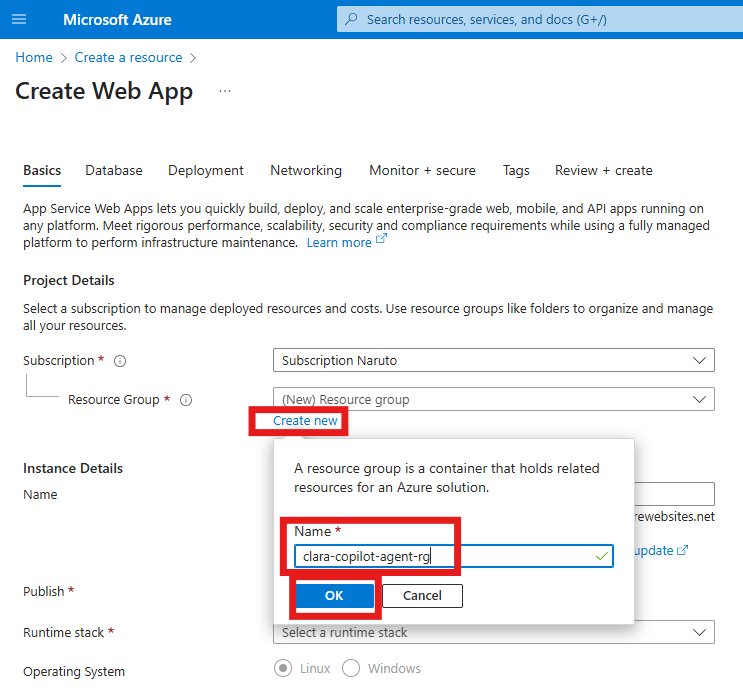 Microsoft Azure
Search resources, services, and docs (G+/)
Home > Create a resource >
Create Web App ...
Basics Database Deployment Networking Monitor + secure Tags Review + create
App Service Web Apps lets you quickly build, deploy, and scale enterprise-grade web, mobile, and API apps running on
any platform. Meet rigorous performance, scalability, security and compliance requirements while using a fully managed
platform to perform infrastructure maintenance. Learn more
Project Details
Select a subscription to manage deployed resources and costs. Use resource groups like folders to organize and manage
all your resources.
Subscription *
Subscription Naruto
Resource Group *
(New) Resource group
Create new
A resource group is a container that holds related
resources for an Azure solution.
Name *
clara-copilot-agent-rg
OK Cancel
Instance Details
Name
rewebsites.net
update
Publish *
Runtime stack *
Select a runtime stack
Operating System
Linux Windows